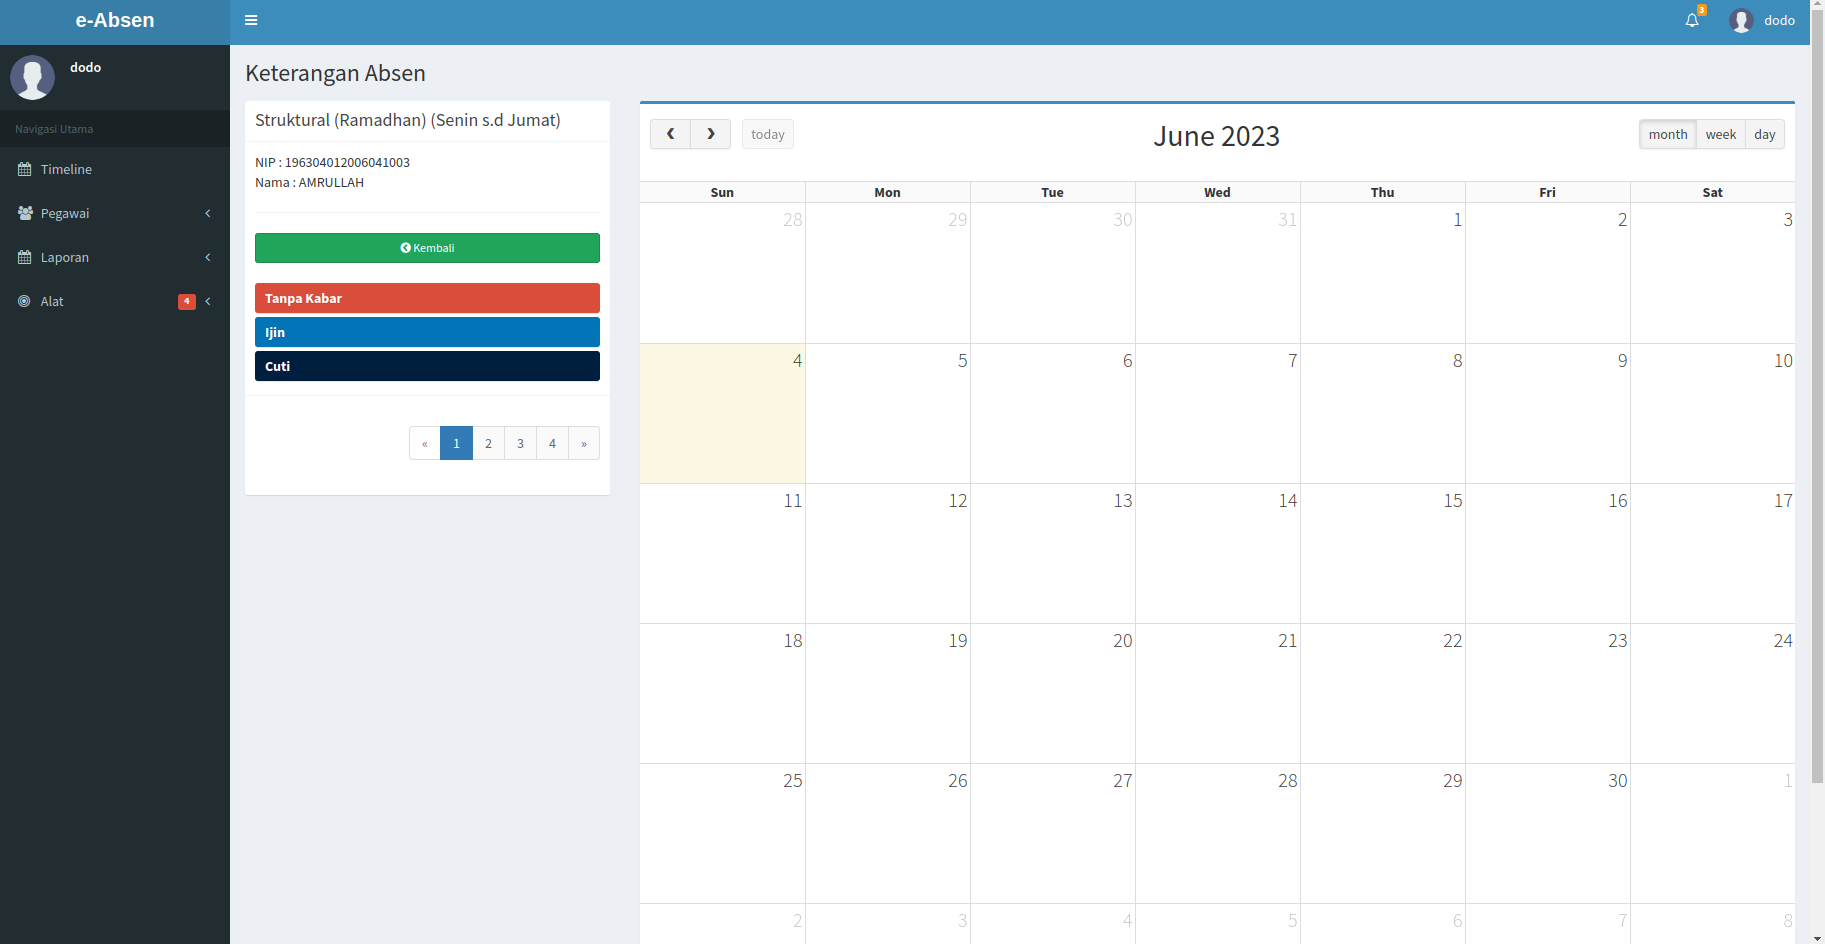 e-Absen
3
dodo
dodo
Navigasi Utama
Timeline
Pegawai
Laporan
Alat
4
Keterangan Absen
Struktural (Ramadhan) (Senin s.d Jumat)
NIP : 196304012006041003
Nama : AMRULLAH
Kembali
Tanpa Kabar
Ijin
Cuti
« 1 2 3 4 »
today
June 2023
month week day
Sun Mon Tue Wed Thu Fri Sat
28 29 30 31 1 2 3
4 5 6 7 8 9 10
11 12 13 14 15 16 17
18 19 20 21 22 23 24
25 26 27 28 29 30 1
2 3 4 5 6 7 8